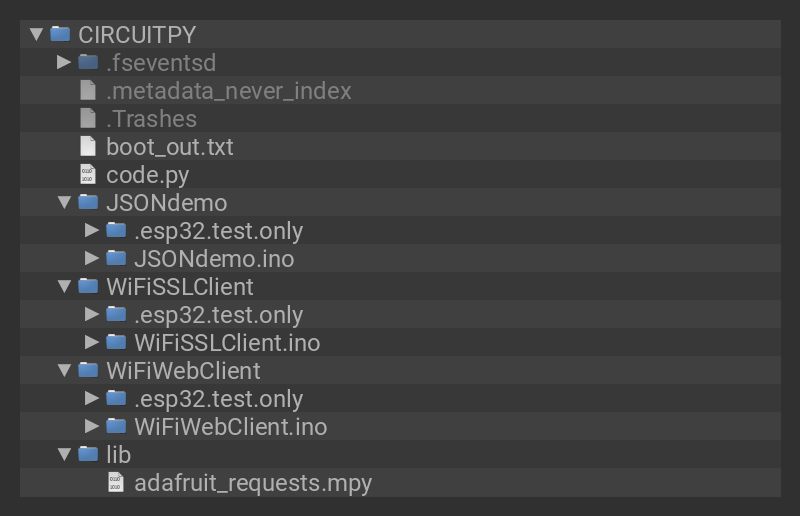 CIRCUITPY
.fseventsd
.metadata_never_index
.Trashes
boot_out.txt
code.py
JSONdemo
.esp32.test.only
JSONdemo.ino
WiFiSSLClient
.esp32.test.only
WiFiSSLClient.ino
WiFiWebClient
.esp32.test.only
WiFiWebClient.ino
lib
adafruit_requests.mpy